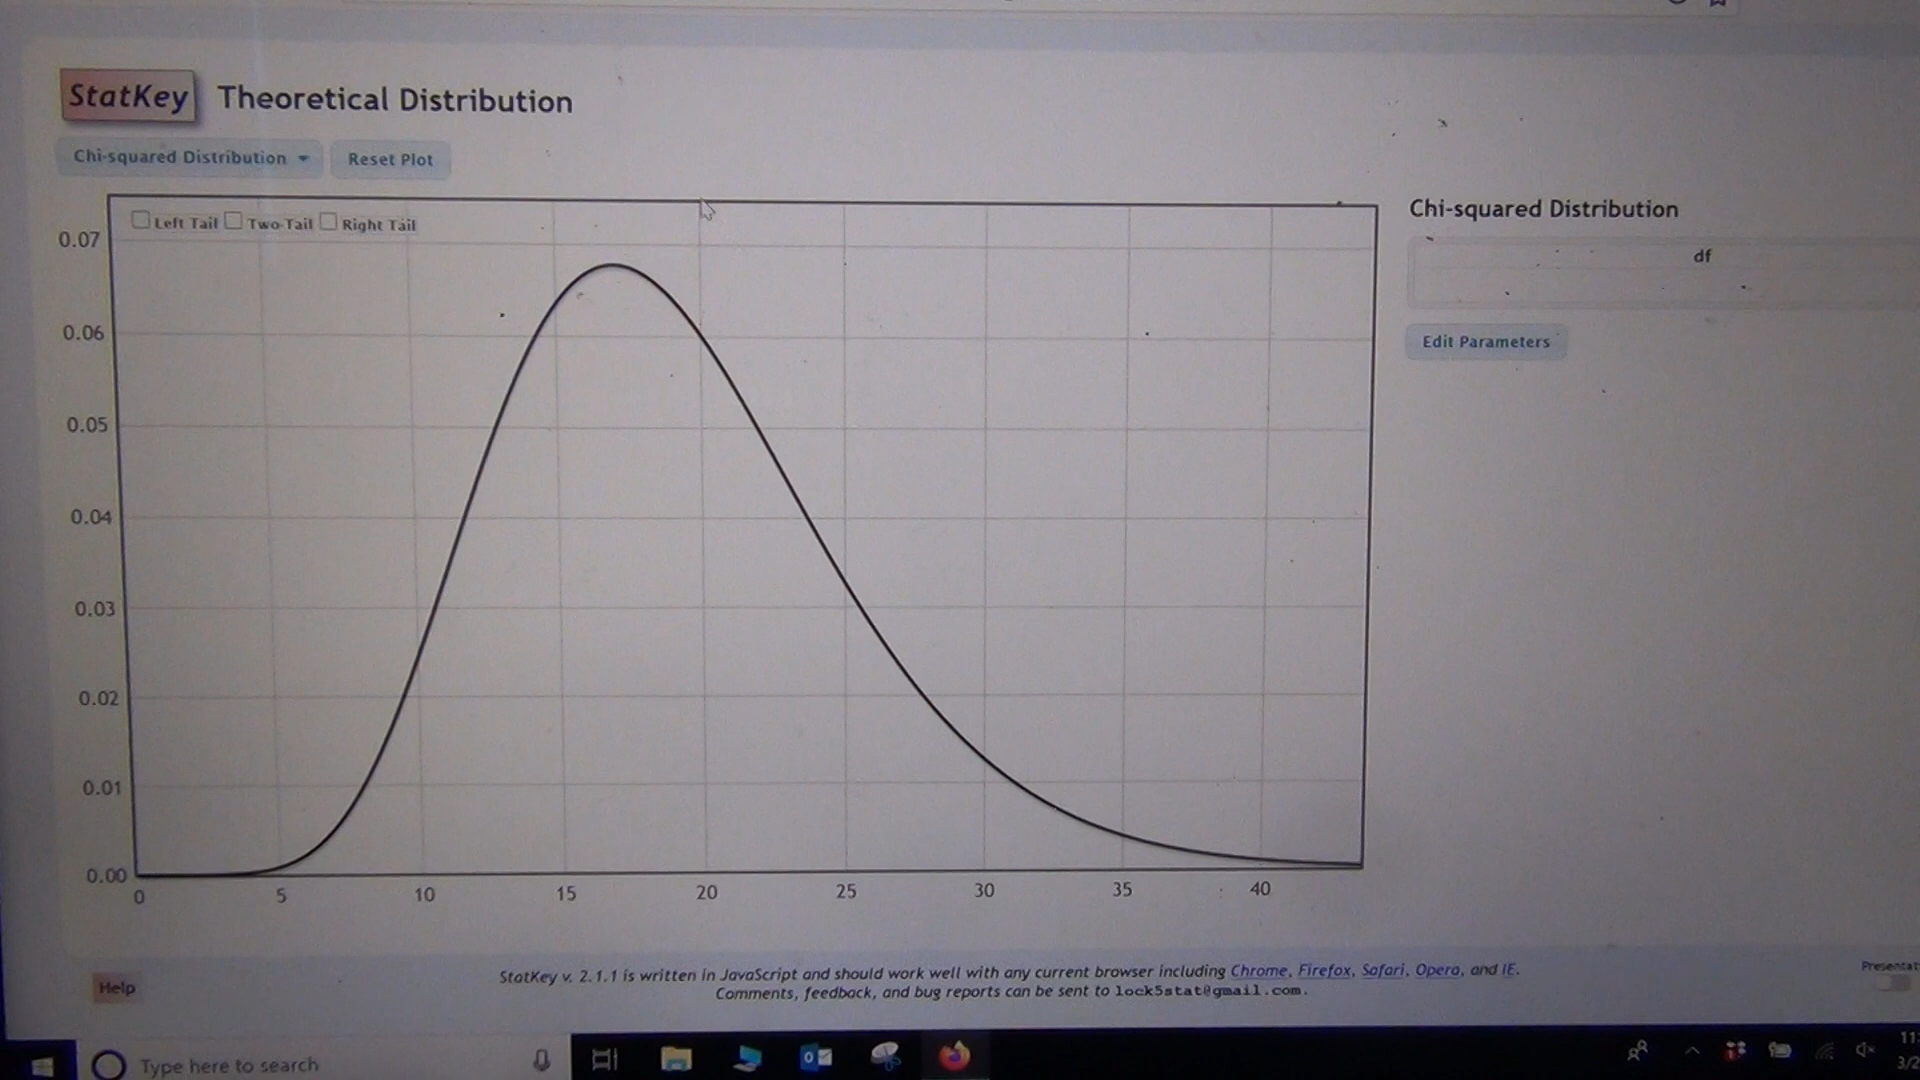 StatKey Theoretical Distribution
Chi-squared Distribution Reset Plot
Left Tail Two-Tail Right Tail
0.07
0.06
0.05
0.04
0.03
0.02
0.01
0.00
0 5 10 15 20 25 30 35 40
Chi-squared Distribution
df
Edit Parameters
StatKey v. 2.1.1 is written in JavaScript and should work well with any current browser including Chrome, Firefox, Safari, Opera, and IE.
Comments, feedback, and bug reports can be sent to lock5stat@gmail.com.
Help
Type here to search